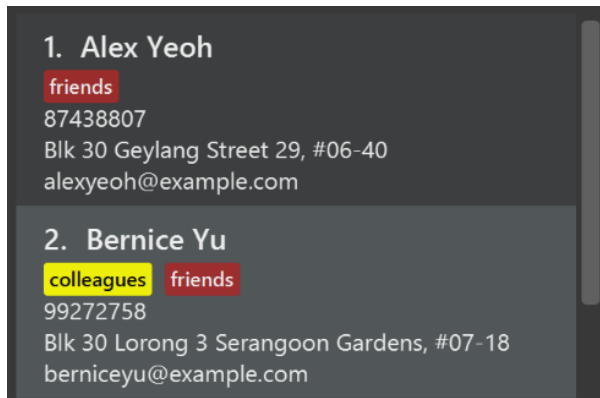 1. Alex Yeoh
friends
87438807
Blk 30 Geylang Street 29, #06-40
alexyeoh@example.com
2. Bernice Yu
colleagues friends
99272758
Blk 30 Lorong 3 Serangoon Gardens, #07-18
berniceyu@example.com